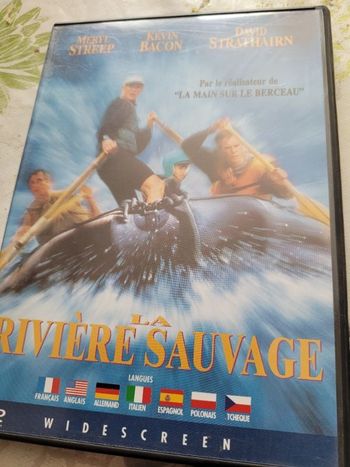 MERYL KEVIN DAVID
STREEP BACON STRATHAIRN
Par le réalisateur de
"LA MAIN SUR LE BERCEAU"
LA
RIVIÈRE SAUVAGE
LANGUES
FRANÇAIS ANGLAIS ALLEMAND ITALIEN ESPAGNOL POLONAIS TCHEQUE
WIDESCREEN